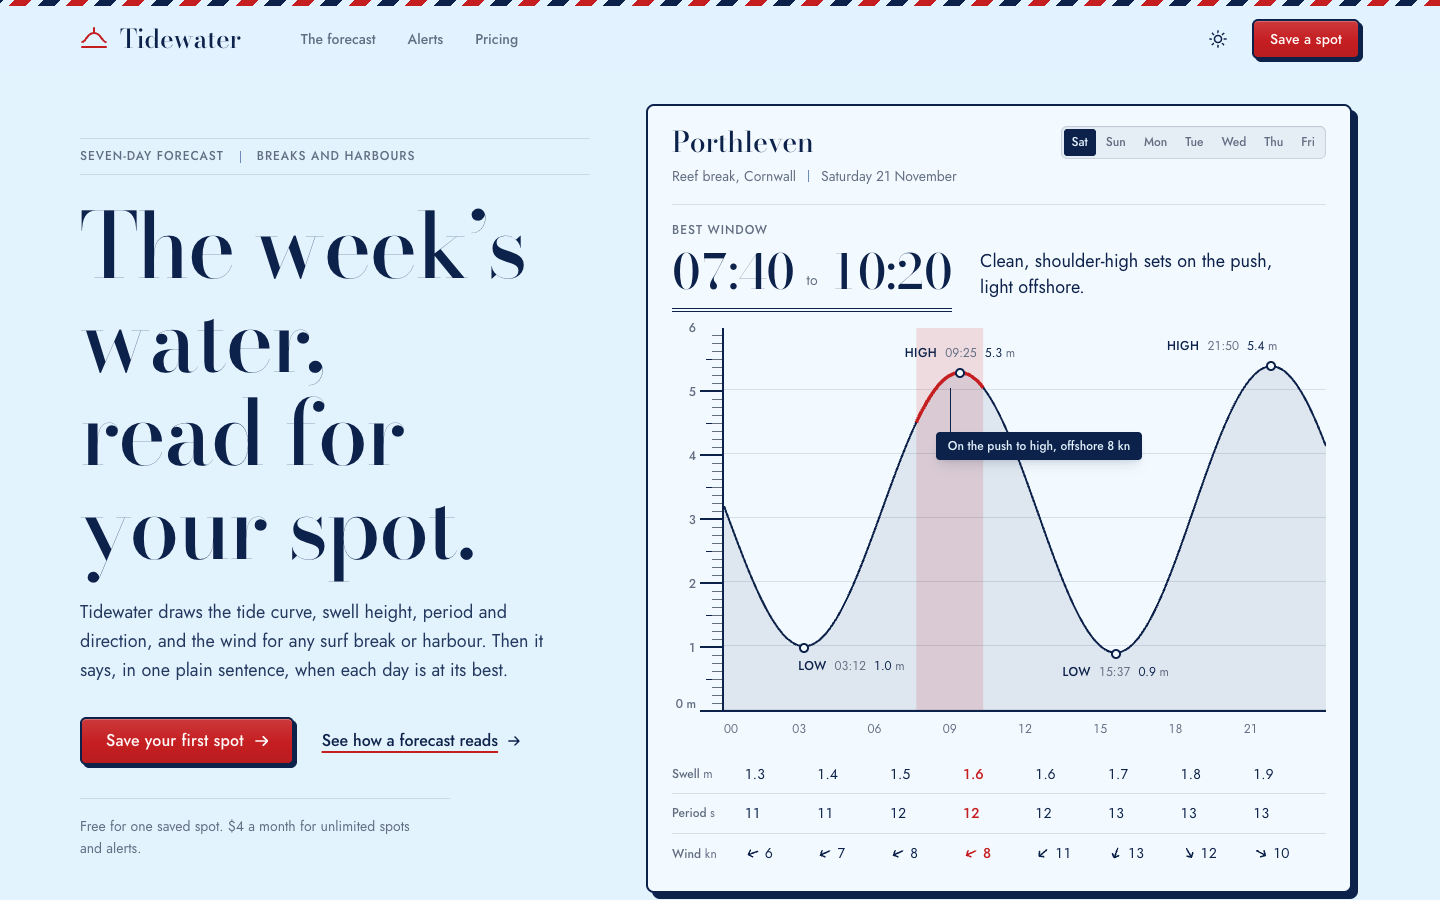 Tidewater
The forecast
Alerts
Pricing
Save a spot
SEVEN-DAY FORECAST | BREAKS AND HARBOURS
The week's
water,
read for
your spot.
Tidewater draws the tide curve, swell height, period and
direction, and the wind for any surf break or harbour. Then it
says, in one plain sentence, when each day is at its best.
Save your first spot →
See how a forecast reads →
Free for one saved spot. $4 a month for unlimited spots
and alerts.
Porthleven
Sat Sun Mon Tue Wed Thu Fri
Reef break, Cornwall | Saturday 21 November
BEST WINDOW
07:40 to 10:20
Clean, shoulder-high sets on the push,
light offshore.
6
5
4
3
2
1
0 m
HIGH 09:25 5.3 m
HIGH 21:50 5.4 m
On the push to high, offshore 8 kn
LOW 03:12 1.0 m
LOW 15:37 0.9 m
00 03 06 09 12 15 18 21
Swell m 1.3 1.4 1.5 1.6 1.6 1.7 1.8 1.9
Period s 11 11 12 12 12 13 13 13
Wind kn 6 7 8 8 11 13 12 10